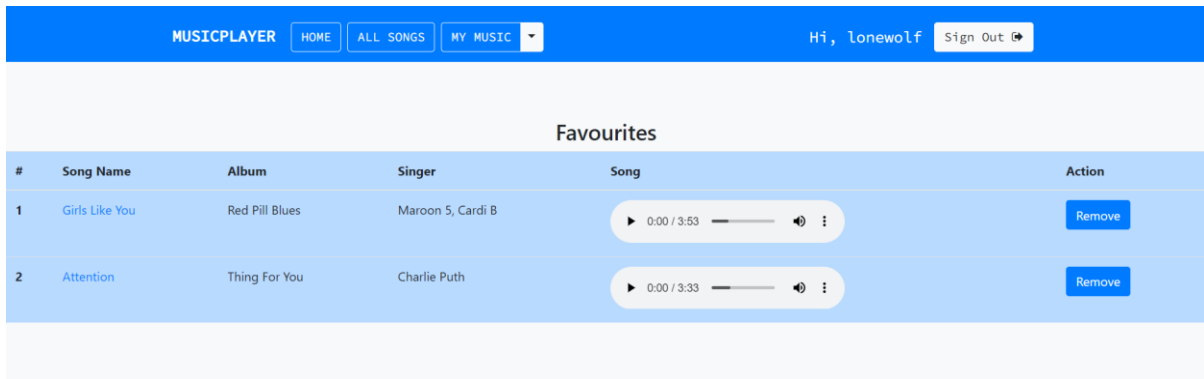 MUSICPLAYER HOME ALL SONGS MY MUSIC Hi, lonewolf Sign Out
Favourites
# Song Name Album Singer Song Action
1 Girls Like You Red Pill Blues Maroon 5, Cardi B 0:00 / 3:53 Remove
2 Attention Thing For You Charlie Puth 0:00 / 3:33 Remove